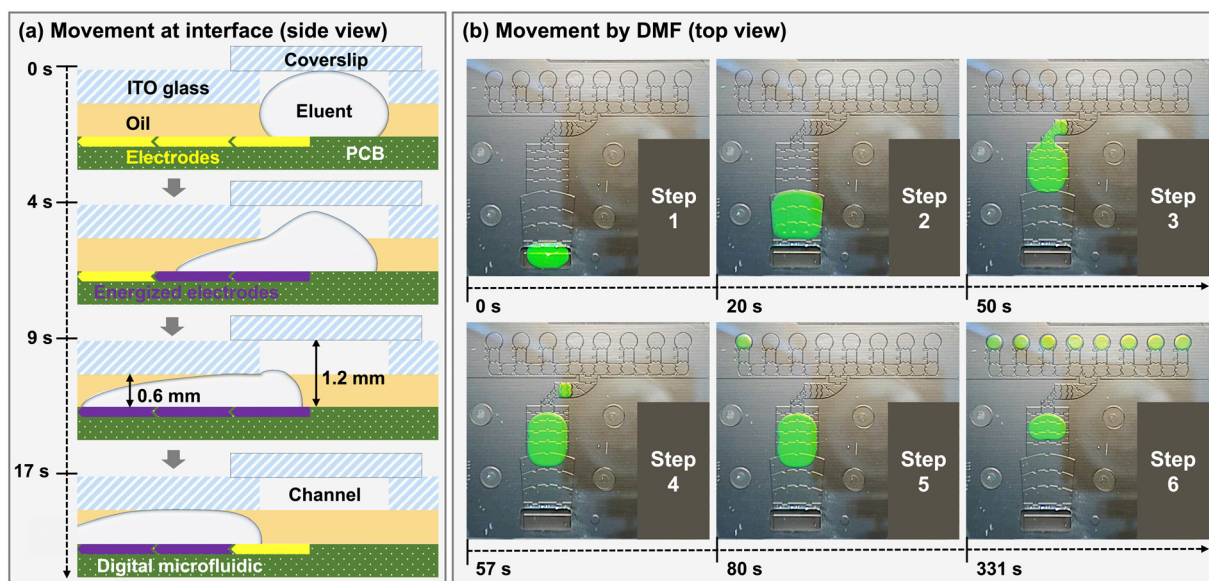 (a) Movement at interface (side view)
0 s
Coverslip
ITO glass
Eluent
Oil
Electrodes
PCB
4 s
Energized electrodes
9 s
1.2 mm
0.6 mm
17 s
Channel
Digital microfluidic
(b) Movement by DMF (top view)
Step
1
Step
2
Step
3
0 s
20 s
50 s
Step
4
Step
5
Step
6
57 s
80 s
331 s